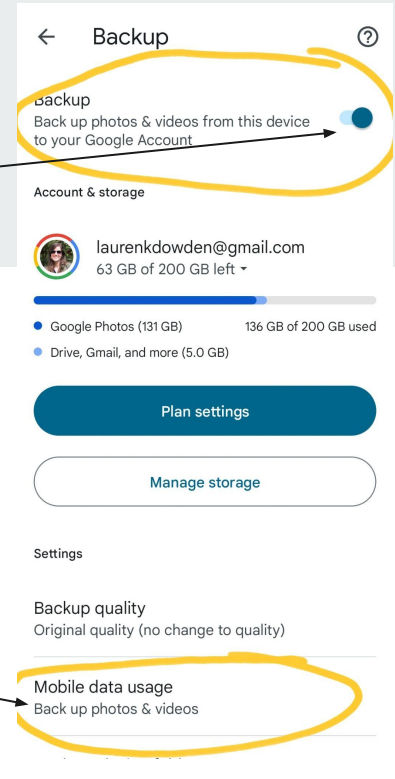 Backup
Backup
Back up photos & videos from this device
to your Google Account
Account & storage
laurenkdowden@gmail.com
63 GB of 200 GB left
Google Photos (131 GB) 136 GB of 200 GB used
Drive, Gmail, and more (5.0 GB)
Plan settings
Manage storage
Settings
Backup quality
Original quality (no change to quality)
Mobile data usage
Back up photos & videos